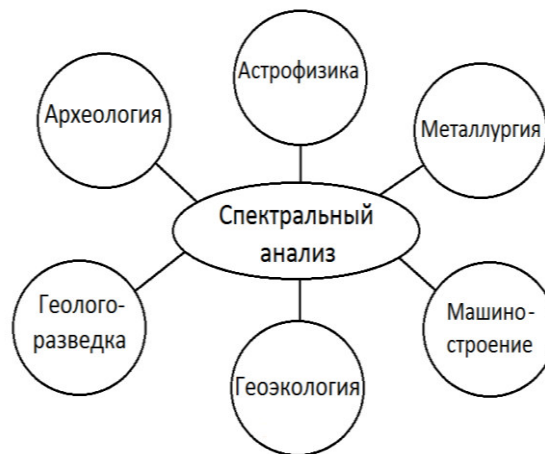 Астрофизика
Археология
Металлургия
Спектральный
анализ
Геолого-
разведка
Машино-
строение
Геоэкология